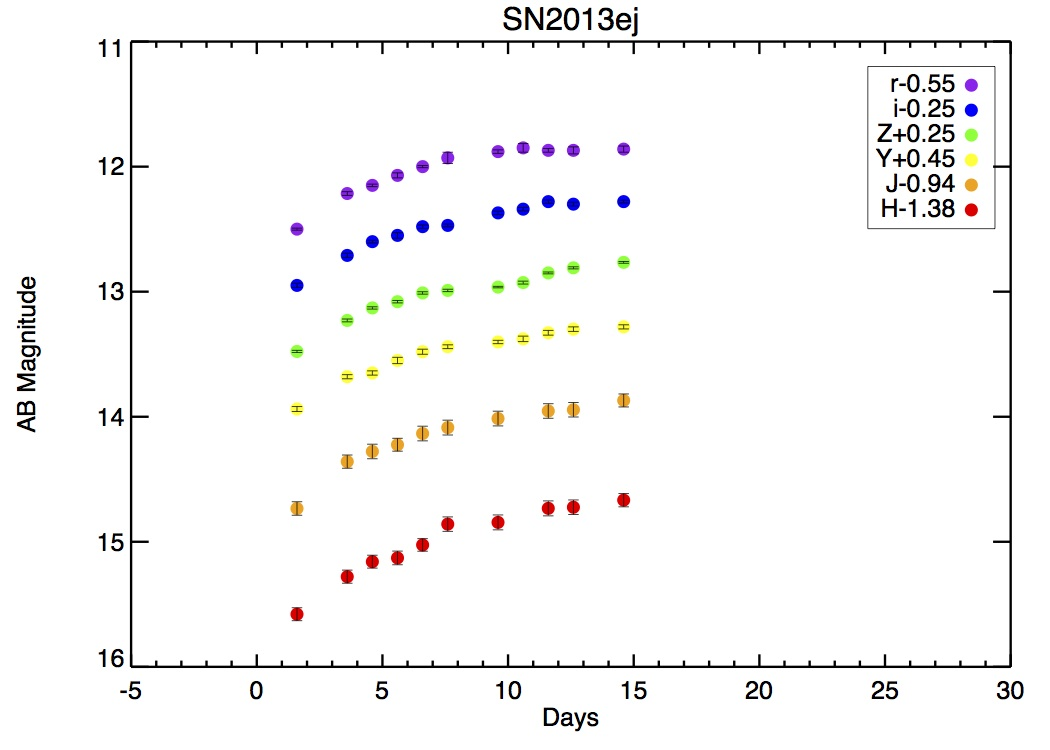 SN2013ej
11
12
13
14
15
16
AB Magnitude
r-0.55
i-0.25
Z+0.25
Y+0.45
J-0.94
H-1.38
-5 0 5 10 15 20 25 30
Days